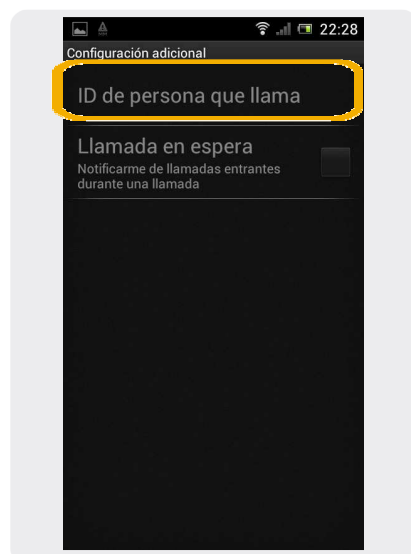 22:28
Configuración adicional
ID de persona que llama
Llamada en espera
Notificarme de llamadas entrantes
durante una llamada